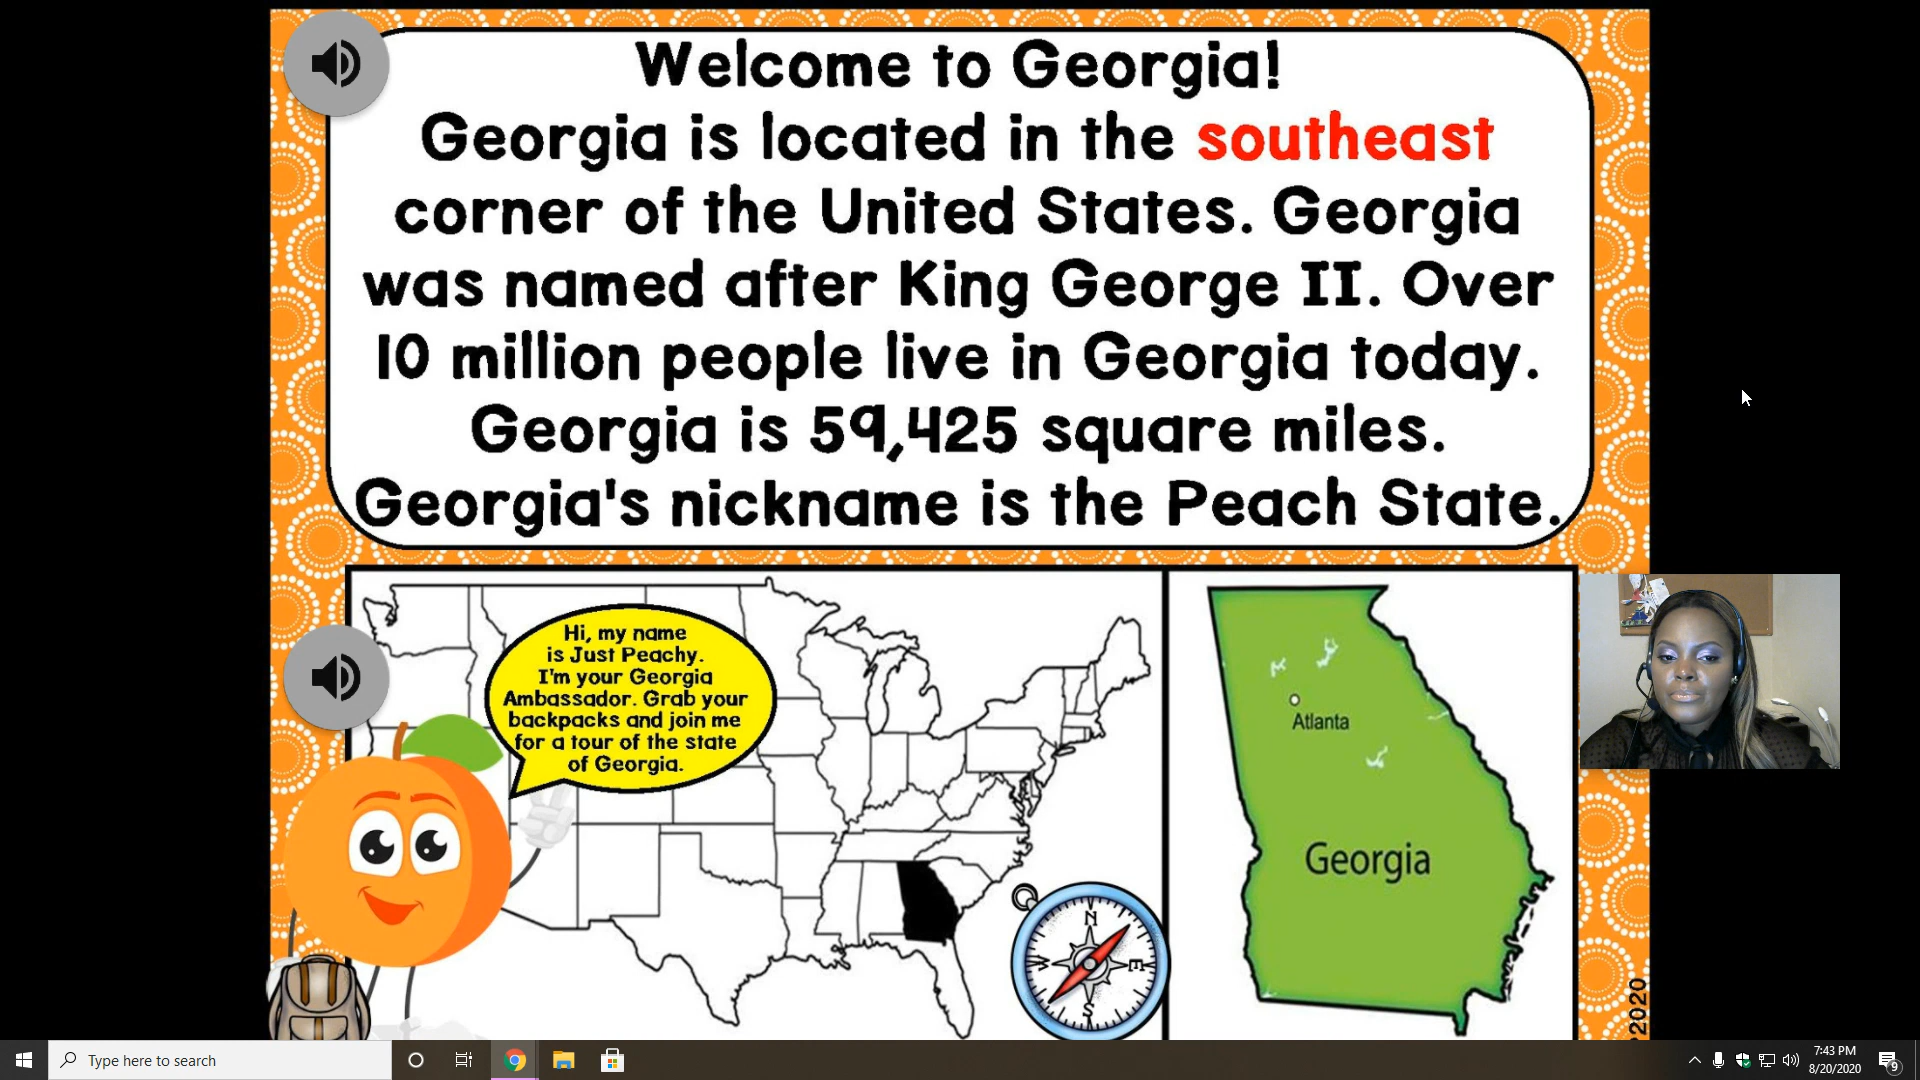 Welcome to Georgia!
Georgia is located in the southeast
corner of the United States. Georgia
was named after King George II. Over
10 million people live in Georgia today.
Georgia is 59,425 square miles.
Georgia's nickname is the Peach State.
Hi, my name
is Just Peachy.
I'm your Georgia
Ambassador. Grab your
backpacks and join me
for a tour of the state
of Georgia.
Atlanta
Georgia
N
W
E
S
2020
Type here to search
7:43 PM
8/20/2020
9